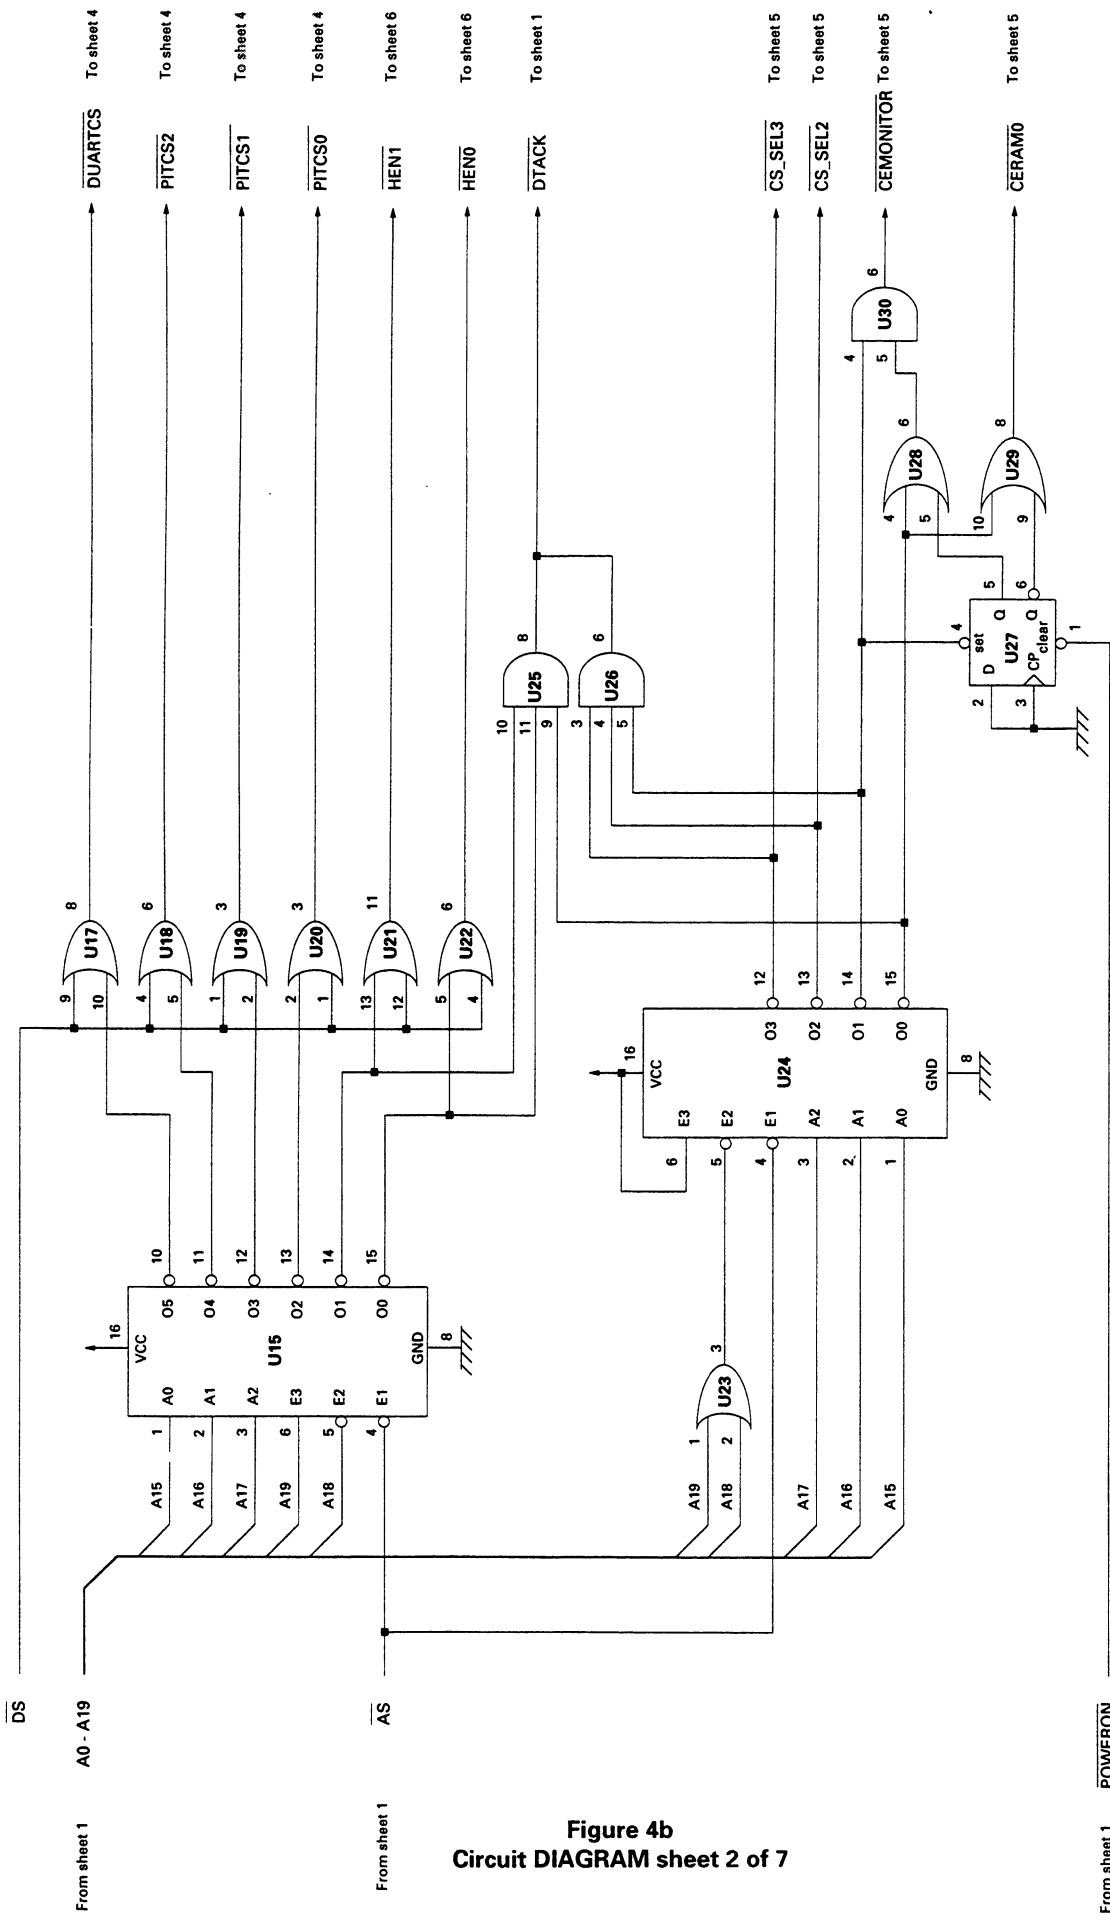 DUARTCS To sheet 4
PITCS2 To sheet 4
PITCS1 To sheet 4
PITCS0 To sheet 4
HEN1 To sheet 6
HEN0 To sheet 6
DTACK To sheet 1
CS_SEL3 To sheet 5
CS_SEL2 To sheet 5
CEMONITOR To sheet 5
CERAM0 To sheet 5
6
U30
4
5
6
U28
4
5
8
U29
10
9
5
Q
6
Q
4
set
U27
clear
1
D
CP
2
3
8
U25
10
11
9
6
U26
3
4
5
8
U17
9
10
6
U18
4
5
3
U19
1
2
3
U20
2
1
11
U21
13
12
6
U22
5
4
12
O3
13
O2
14
O1
15
O0
16
VCC
U24
GND
8
E3
6
E2
5
E1
4
A2
3
A1
2
A0
1
10
O5
11
O4
12
O3
13
O2
14
O1
15
O0
16
VCC
U15
GND
8
A0
1
A15
A1
2
A16
A2
3
A17
E3
6
A19
E2
5
A18
E1
4
3
U23
1
A19
2
A18
A17
A16
A15
DS
A0 - A19
From sheet 1
AS
From sheet 1
POWERON
From sheet 1
Figure 4b
Circuit DIAGRAM sheet 2 of 7